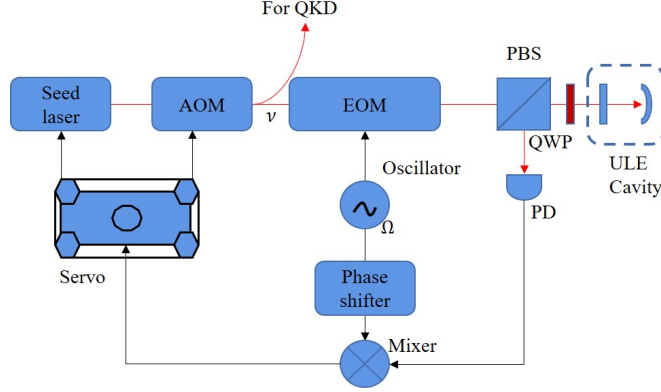 For QKD
PBS
Seed
laser
AOM
EOM
ν
QWP
ULE
Cavity
Oscillator
PD
Ω
Servo
Phase
shifter
Mixer